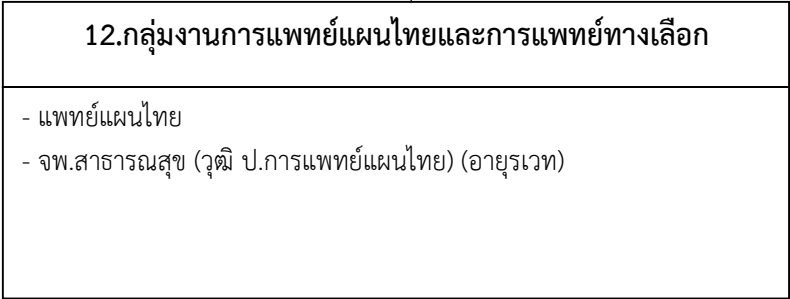 12.กลุ่มงานการแพทย์แผนไทยและการแพทย์ทางเลือก
- แพทย์แผนไทย
- จพ.สาธารณสุข (วุฒิ ป.การแพทย์แผนไทย) (อายุรเวท)